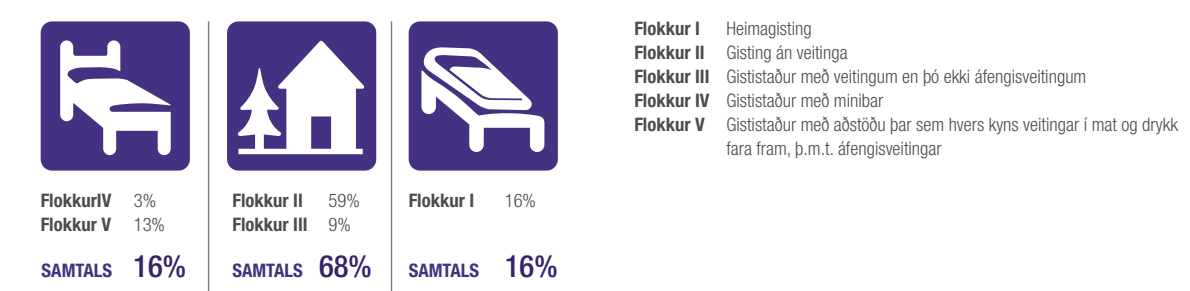 FlokkurIV 3%
Flokkur V 13%
SAMTALS 16%
Flokkur II 59%
Flokkur III 9%
SAMTALS 68%
Flokkur I 16%
SAMTALS 16%
Flokkur I Heimagisting
Flokkur II Gisting án veitinga
Flokkur III Gististaður með veitingum en þó ekki áfengisveitingum
Flokkur IV Gististaður með minibar
Flokkur V Gististaður með aðstöðu þar sem hvers kyns veitingar í mat og drykk
fara fram, þ.m.t. áfengisveitingar